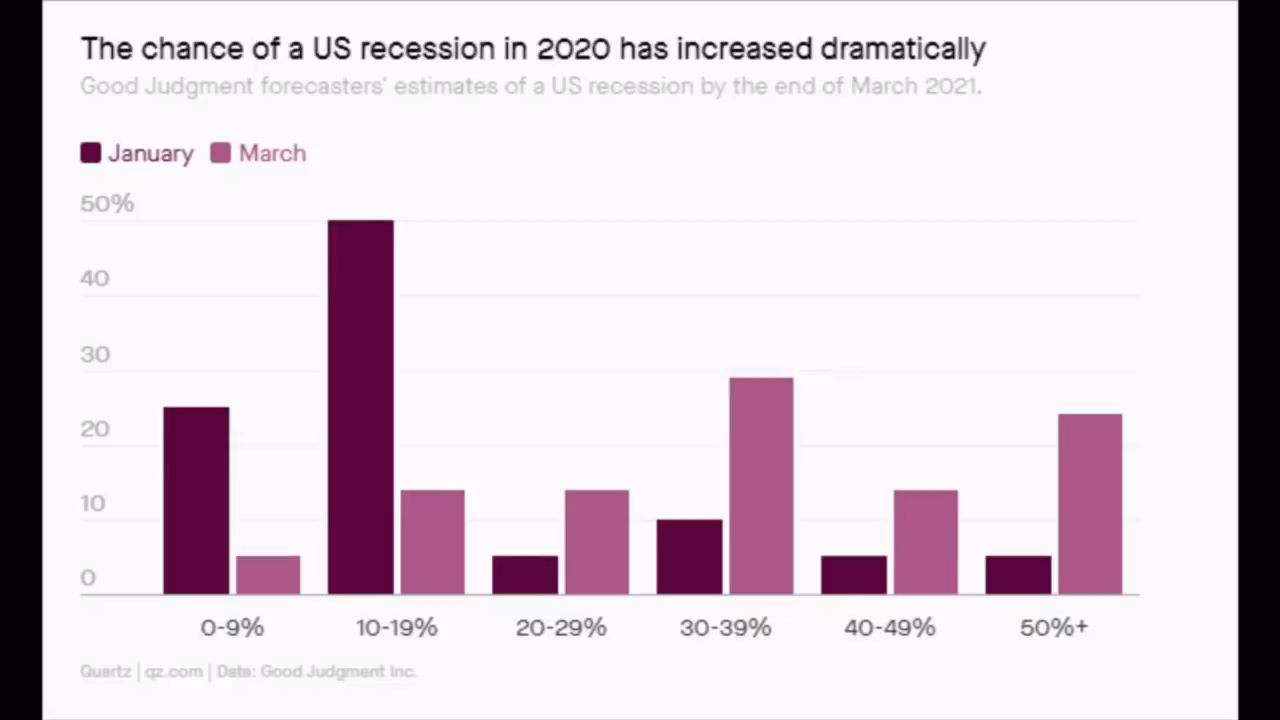 The chance of a US recession in 2020 has increased dramatically
Good Judgment forecasters' estimates of a US recession by the end of March 2021.
January March
50%
40
30
20
10
0
0-9% 10-19% 20-29% 30-39% 40-49% 50%+
Quartz | qz.com | Data: Good Judgment Inc.